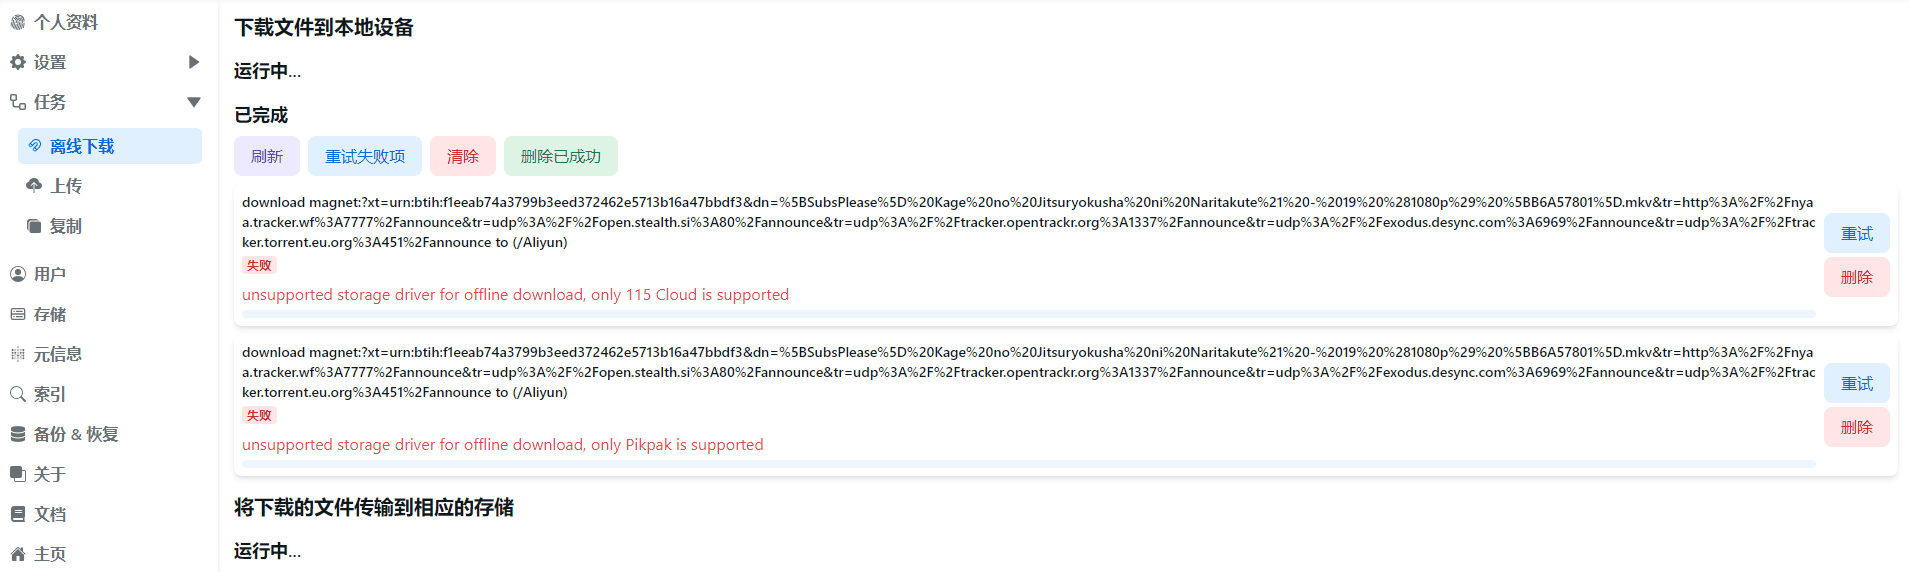 个人资料
设置
任务
离线下载
上传
复制
用户
存储
元信息
索引
备份 & 恢复
关于
文档
主页
下载文件到本地设备
运行中...
已完成
刷新
重试失败项
清除
删除已成功
download magnet:?xt=urn:btih:f1eeab74a3799b3eed372462e5713b16a47bbdf3&dn=%5BSubsPlease%5D%20Kage%20no%20Jitsuryokusha%20ni%20Naritakute%21%20-%2019%20%281080p%29%20%5BB6A57801%5D.mkv&tr=http%3A%2F%2Fnya
a.tracker.wf%3A7777%2Fannounce&tr=udp%3A%2F%2Fopen.stealth.si%3A80%2Fannounce&tr=udp%3A%2F%2Ftracker.opentrackr.org%3A1337%2Fannounce&tr=udp%3A%2F%2Fexodus.desync.com%3A6969%2Fannounce&tr=udp%3A%2F%2Ftrac
ker.torrent.eu.org%3A451%2Fannounce to (/Aliyun)
失败
unsupported storage driver for offline download, only 115 Cloud is supported
重试
删除
download magnet:?xt=urn:btih:f1eeab74a3799b3eed372462e5713b16a47bbdf3&dn=%5BSubsPlease%5D%20Kage%20no%20Jitsuryokusha%20ni%20Naritakute%21%20-%2019%20%281080p%29%20%5BB6A57801%5D.mkv&tr=http%3A%2F%2Fnya
a.tracker.wf%3A7777%2Fannounce&tr=udp%3A%2F%2Fopen.stealth.si%3A80%2Fannounce&tr=udp%3A%2F%2Ftracker.opentrackr.org%3A1337%2Fannounce&tr=udp%3A%2F%2Fexodus.desync.com%3A6969%2Fannounce&tr=udp%3A%2F%2Ftrac
ker.torrent.eu.org%3A451%2Fannounce to (/Aliyun)
失败
unsupported storage driver for offline download, only Pikpak is supported
重试
删除
将下载的文件传输到相应的存储
运行中...